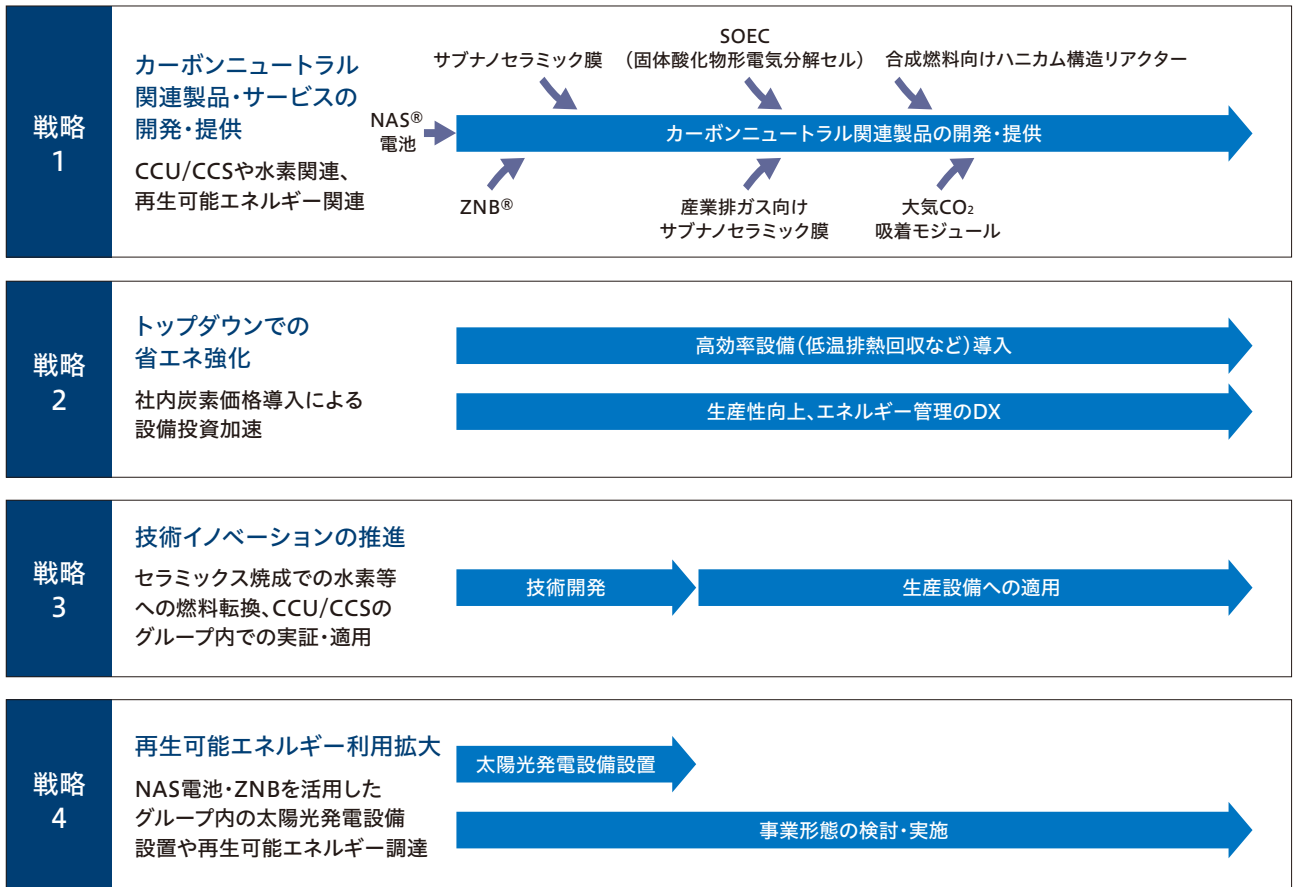 戦略
1
カーボンニュートラル
関連製品・サービスの
開発・提供
CCU/CCSや水素関連、
再生可能エネルギー関連
NAS®
電池
サブナノセラミック膜
SOEC
（固体酸化物形電気分解セル）
合成燃料向けハニカム構造リアクター
カーボンニュートラル関連製品の開発・提供
ZNB®
産業排ガス向け
サブナノセラミック膜
大気CO₂
吸着モジュール
戦略
2
トップダウンでの
省エネ強化
社内炭素価格導入による
設備投資加速
高効率設備（低温排熱回収など）導入
生産性向上、エネルギー管理のDX
戦略
3
技術イノベーションの推進
セラミックス焼成での水素等
への燃料転換、CCU/CCSの
グループ内での実証・適用
技術開発
生産設備への適用
戦略
4
再生可能エネルギー利用拡大
NAS電池・ZNBを活用した
グループ内の太陽光発電設備
設置や再生可能エネルギー調達
太陽光発電設備設置
事業形態の検討・実施